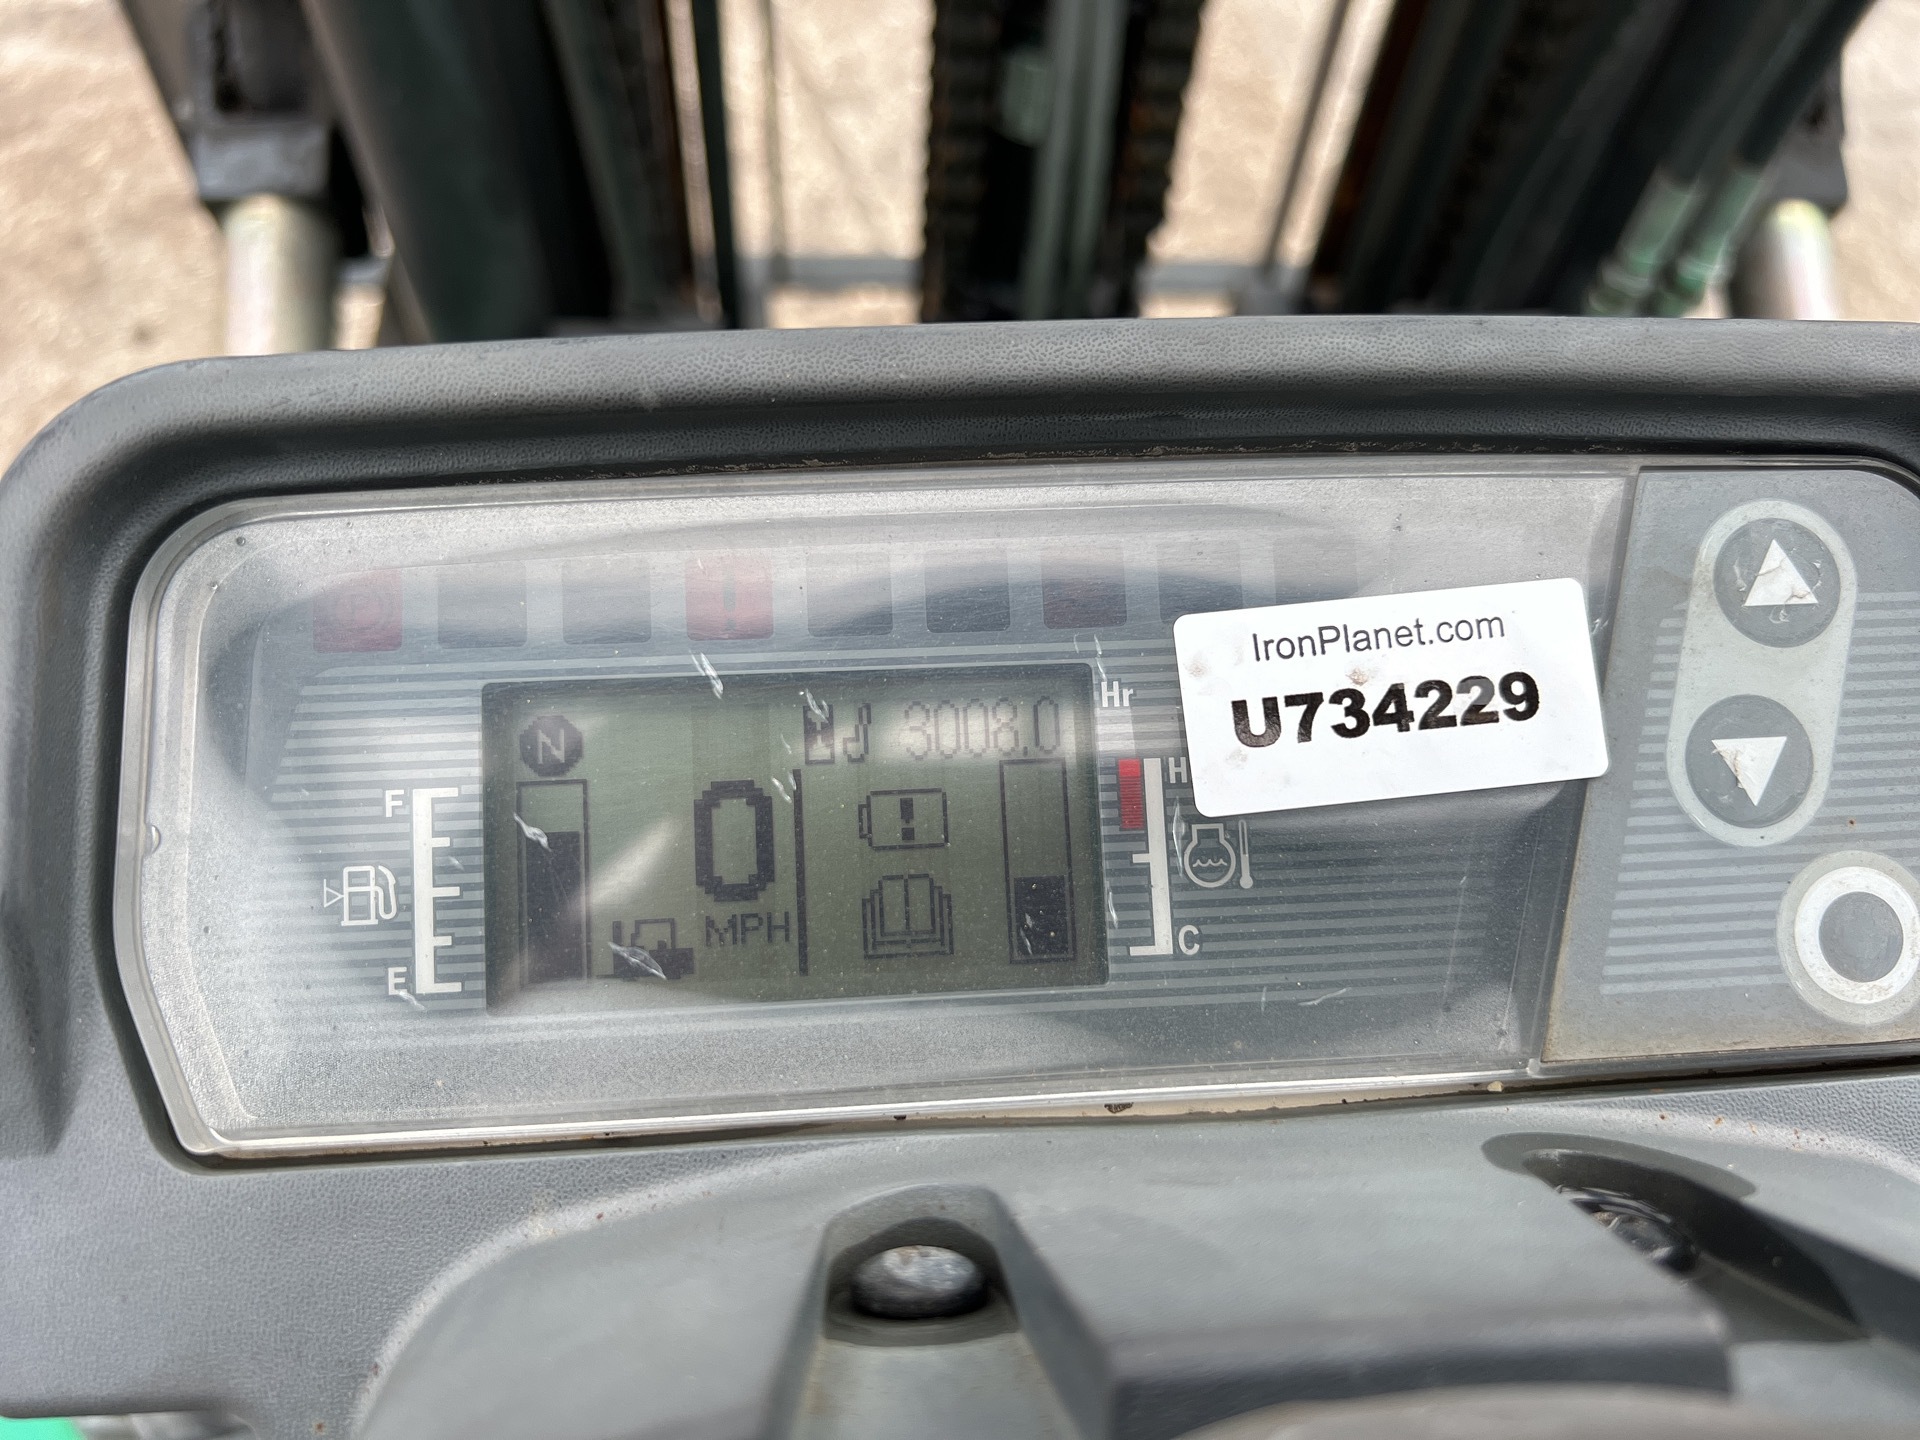 IronPlanet.com
U734229
Hr
N
3008.0
F
0
MPH
H
E
C